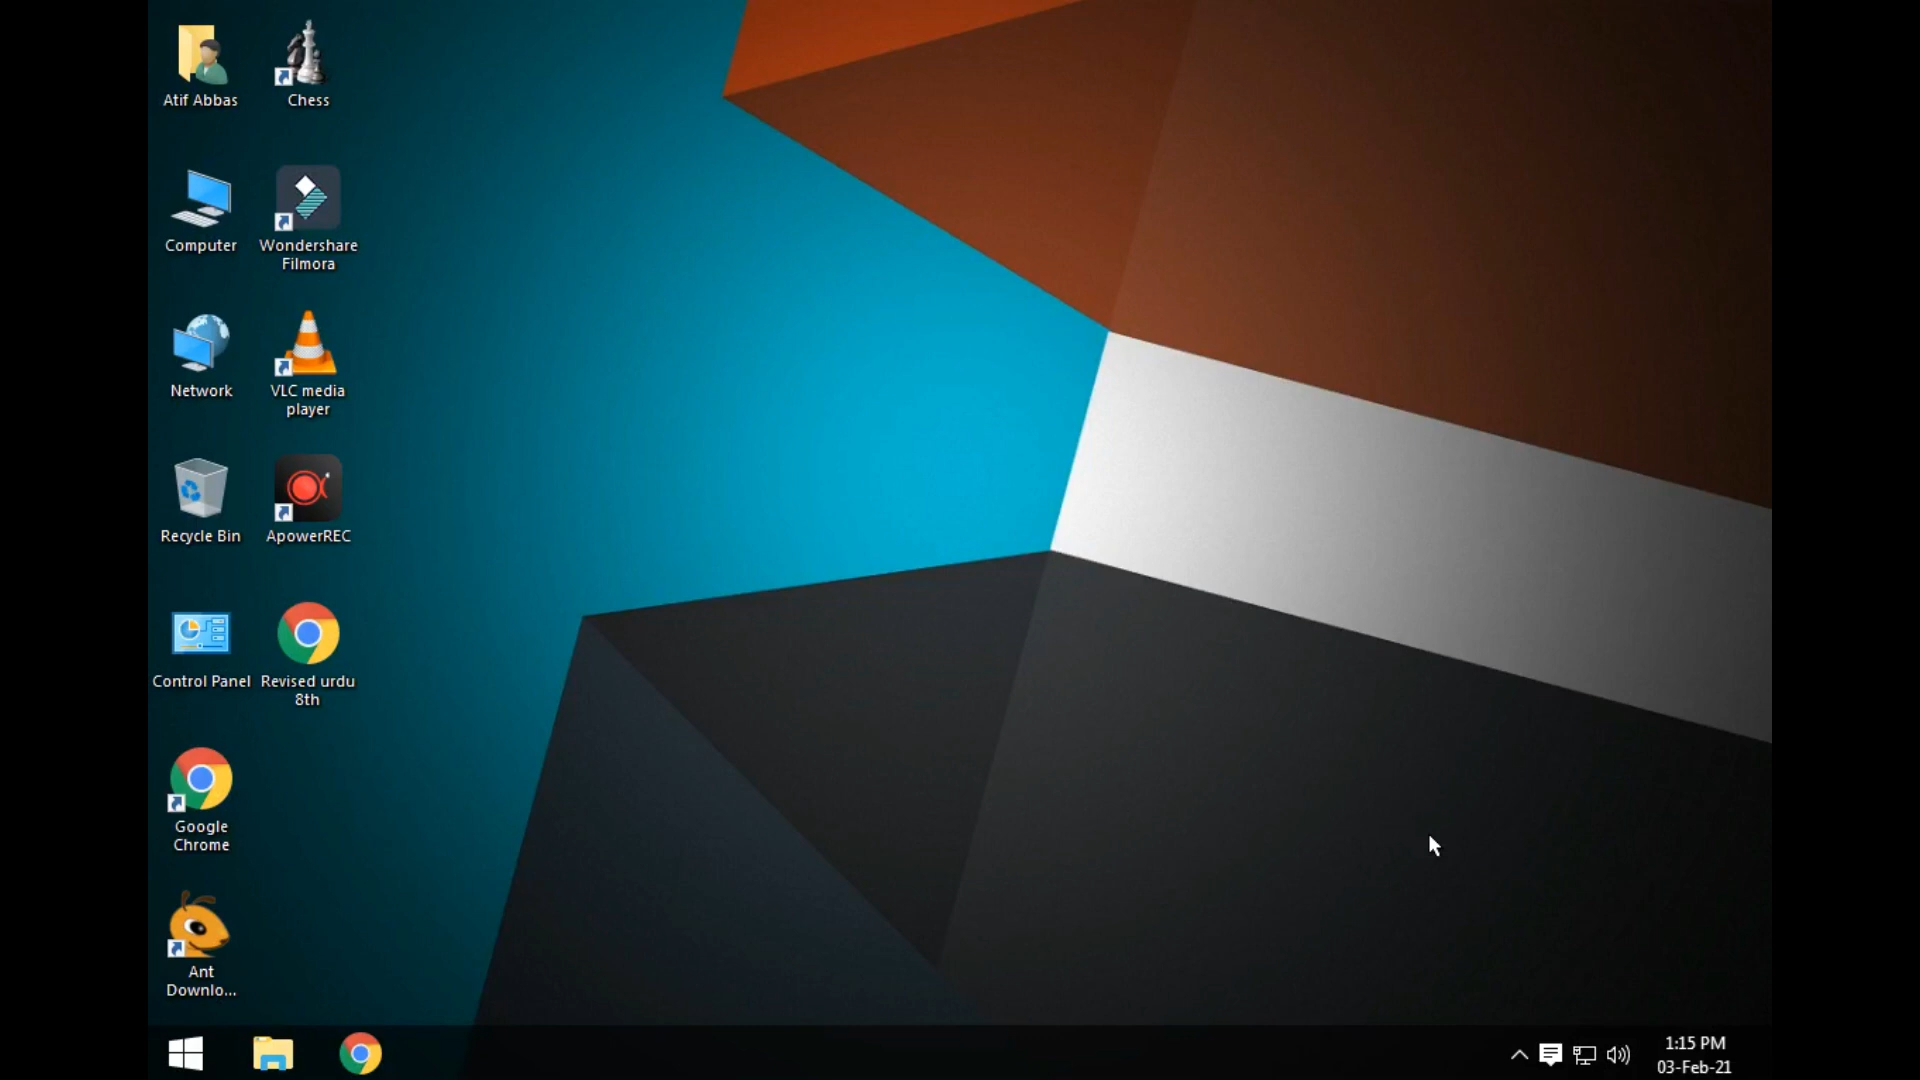 Atif Abbas
Chess
Computer
Wondershare
Filmora
Network
VLC media
player
Recycle Bin
ApowerREC
Control Panel
Revised urdu
8th
Google
Chrome
Ant
Downlo...
1:15 PM
03-Feb-21